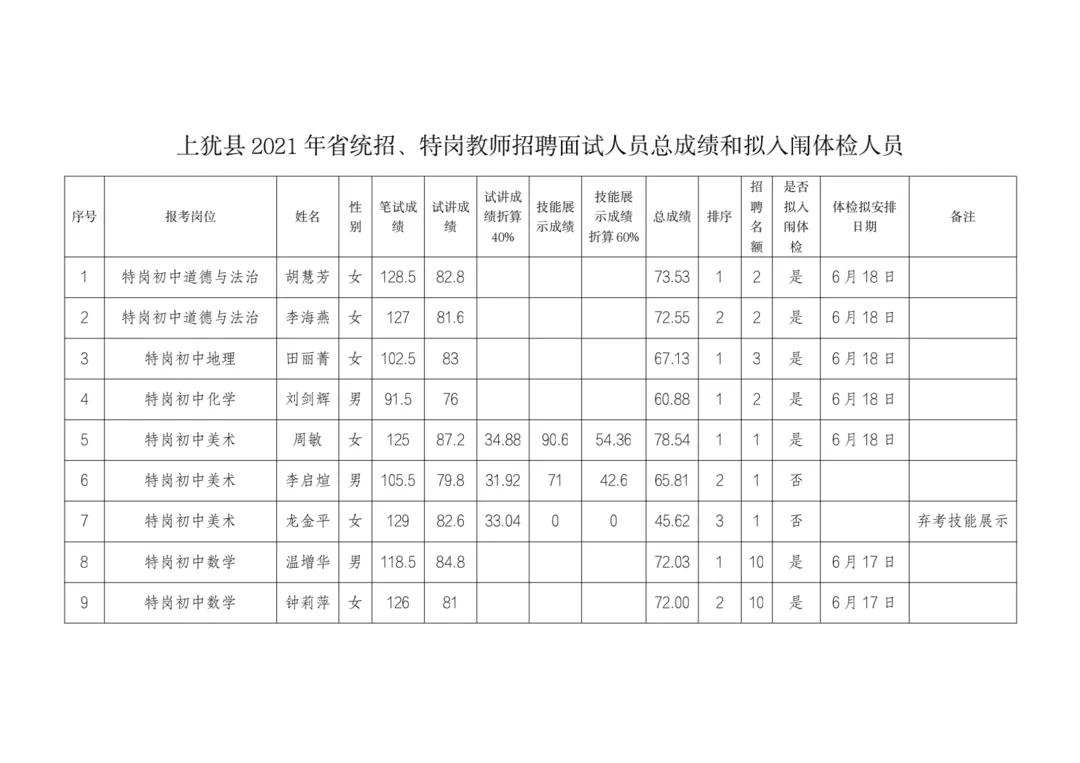 上犹县 2021 年省统招、特岗教师招聘面试人员总成绩和拟入闱体检人员
序号 报考岗位 姓名 性别 笔试成绩 试讲成绩 试讲成绩折算40% 技能展示成绩 技能展示成绩折算60% 总成绩 排序 招聘名额 是否拟入闱体检 体检拟安排日期 备注
1 特岗初中道德与法治 胡慧芳 女 128.5 82.8 73.53 1 2 是 6月18日
2 特岗初中道德与法治 李海燕 女 127 81.6 72.55 2 2 是 6月18日
3 特岗初中地理 田丽菁 女 102.5 83 67.13 1 3 是 6月18日
4 特岗初中化学 刘剑辉 男 91.5 76 60.88 1 2 是 6月18日
5 特岗初中美术 周敏 女 125 87.2 34.88 90.6 54.36 78.54 1 1 是 6月18日
6 特岗初中美术 李启煊 男 105.5 79.8 31.92 71 42.6 65.81 2 1 否
7 特岗初中美术 龙金平 女 129 82.6 33.04 0 0 45.62 3 1 否 弃考技能展示
8 特岗初中数学 温增华 男 118.5 84.8 72.03 1 10 是 6月17日
9 特岗初中数学 钟莉萍 女 126 81 72.00 2 10 是 6月17日